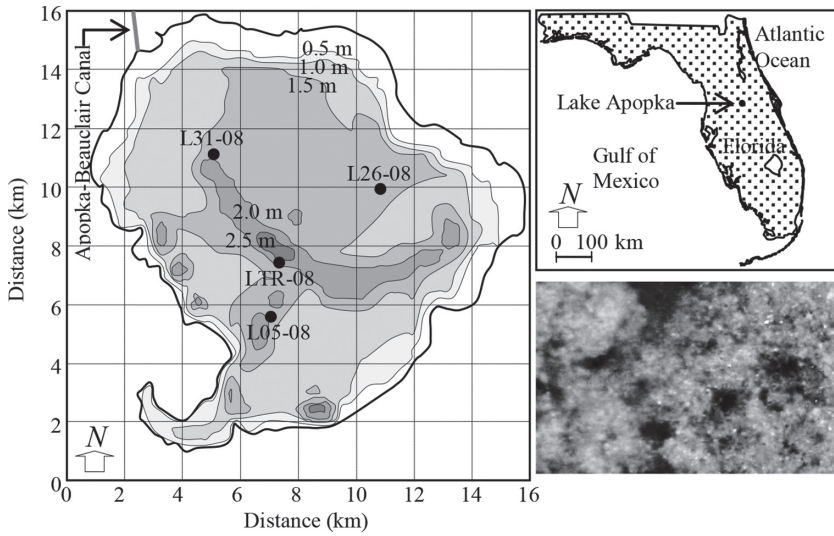 Apopka-Beauclair Canal
0.5 m
1.0 m
1.5 m
L31-08
L26-08
2.0 m
2.5 m
LTR-08
L05-08
N
16
14
12
10
8
6
4
2
0
0 2 4 6 8 10 12 14 16
Distance (km)
Distance (km)
Atlantic
Ocean
Lake Apopka
Florida
Gulf of
Mexico
N
0 100 km